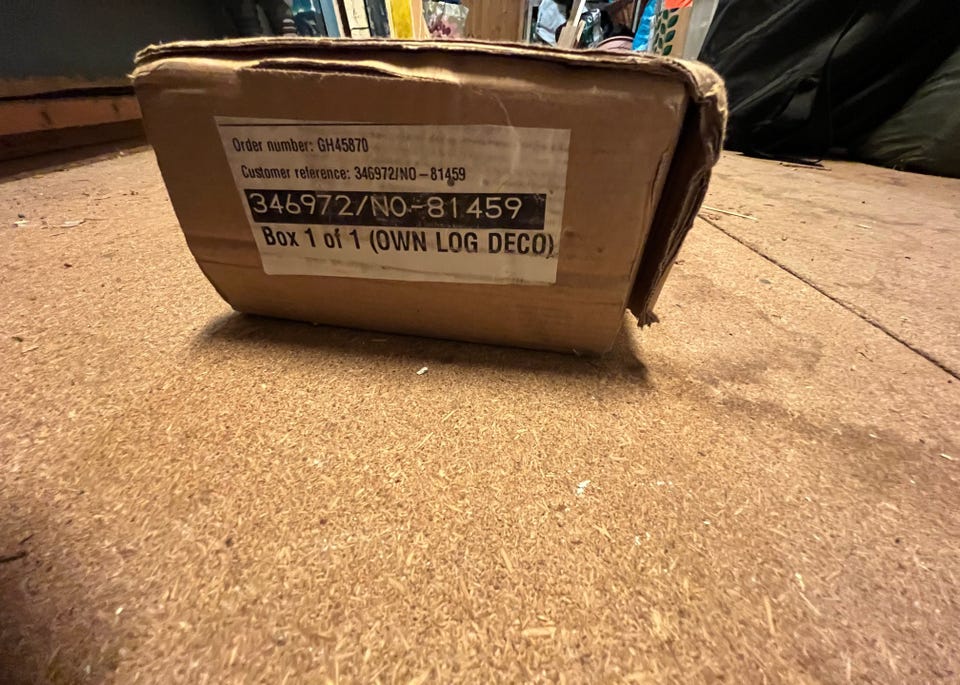 Order number: GH45870
Customer reference: 346972/NO-81459
346972/NO-81459
Box 1 of 1 (OWN LOG DECO)